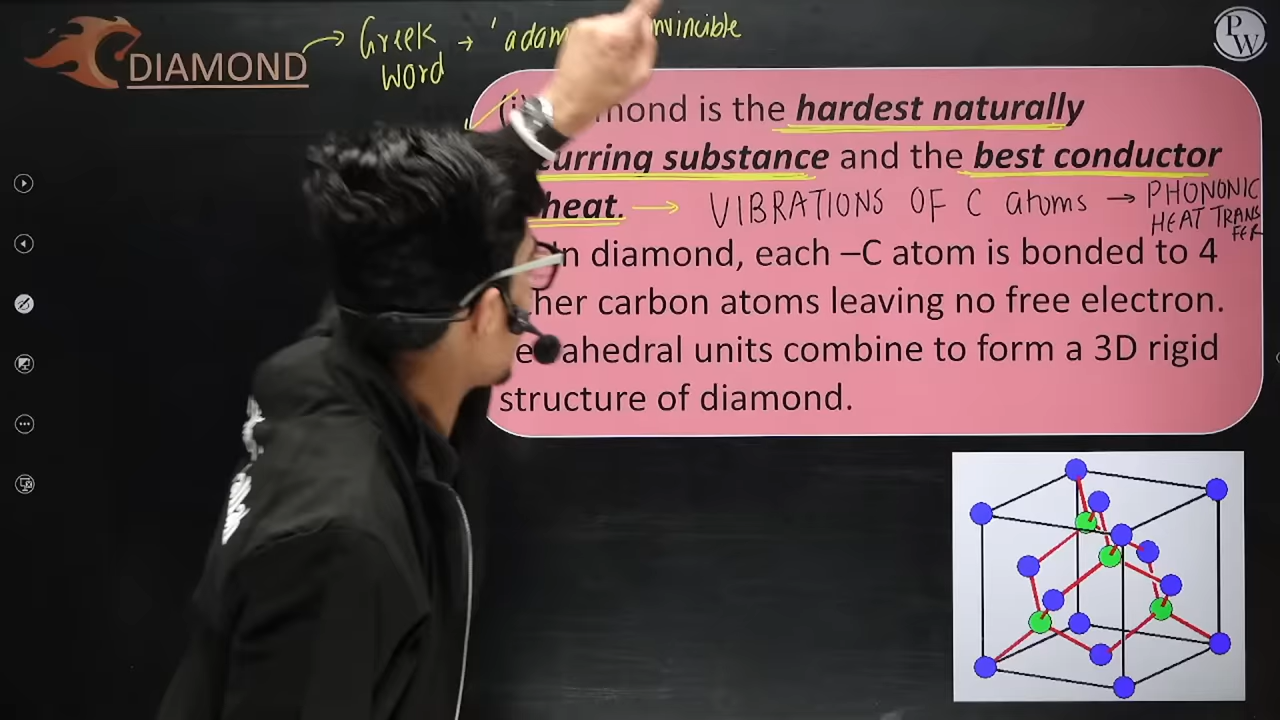 DIAMOND → Greek → 'adam invincible
word
PW
mond is the hardest naturally
curring substance and the best conductor
heat. → VIBRATIONS OF C atoms → PHONONIC
HEAT TRANS
FER
n diamond, each –C atom is bonded to 4
her carbon atoms leaving no free electron.
ahedral units combine to form a 3D rigid
structure of diamond.